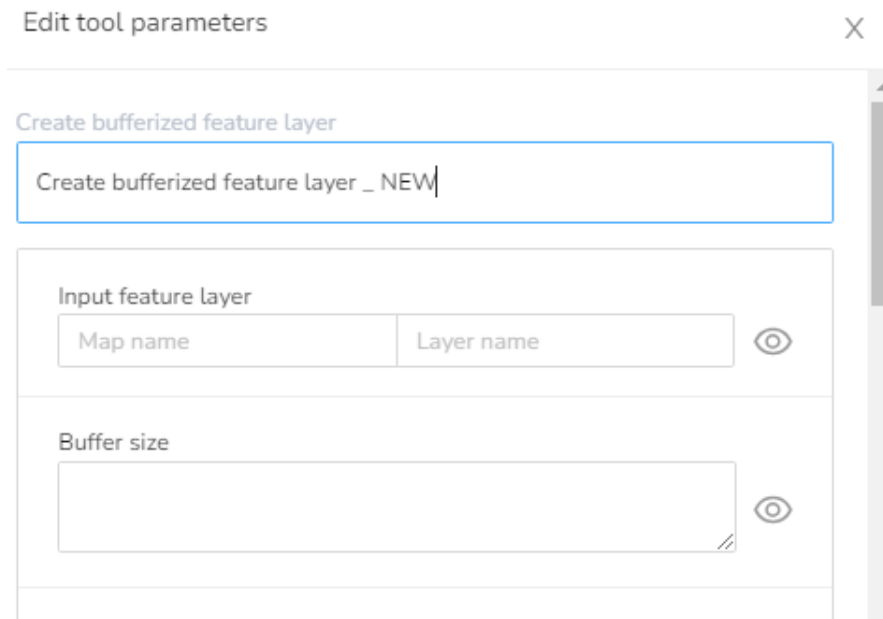 Edit tool parameters X
Create bufferized feature layer
Create bufferized feature layer _ NEW
Input feature layer
Map name Layer name
Buffer size